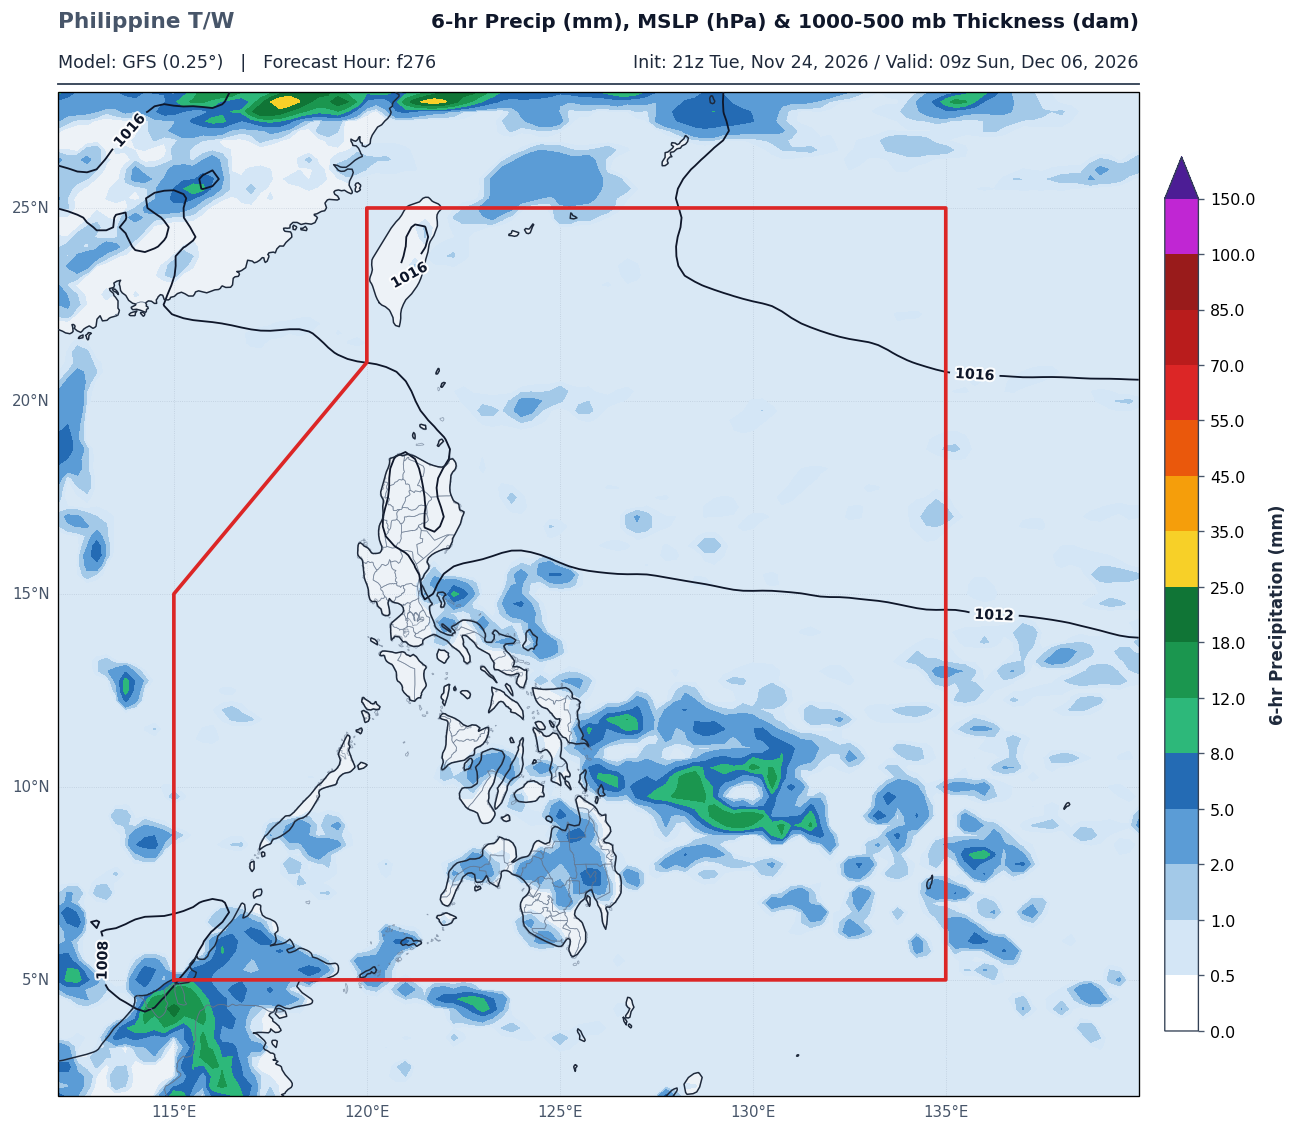 Philippine T/W
6-hr Precip (mm), MSLP (hPa) & 1000-500 mb Thickness (dam)
Model: GFS (0.25°) | Forecast Hour: f276
Init: 21z Tue, Nov 24, 2026 / Valid: 09z Sun, Dec 06, 2026
1016
1016
1016
1012
1008
25°N
20°N
15°N
10°N
5°N
115°E
120°E
125°E
130°E
135°E
150.0
100.0
85.0
70.0
55.0
45.0
35.0
25.0
18.0
12.0
8.0
5.0
2.0
1.0
0.5
0.0
6-hr Precipitation (mm)